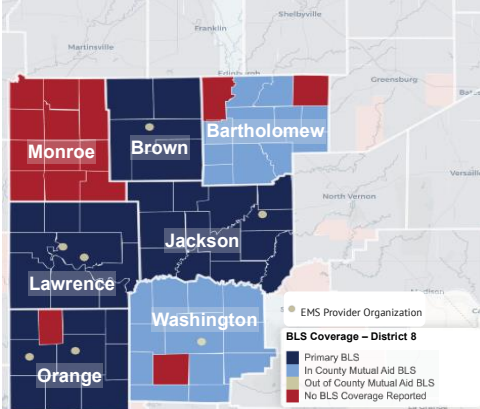 Shelbyville
Franklin
Martinsville
Edinburgh
Greensburg
Monroe
Brown
Bartholomew
Versaille
North Vernon
Jackson
Lawrence
Washington
Madison
EMS Provider Organization
BLS Coverage – District 8
Primary BLS
In County Mutual Aid BLS
Out of County Mutual Aid BLS
No BLS Coverage Reported
Orange